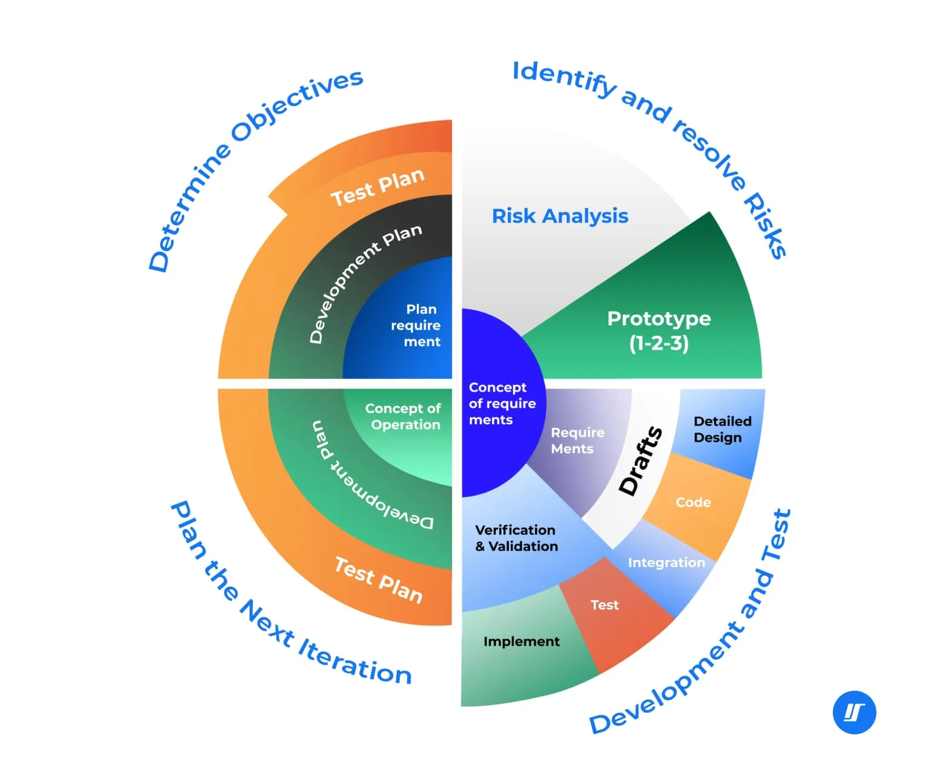 Determine Objectives
Identify and resolve Risks
Test Plan
Development Plan
Plan
require
ment
Risk Analysis
Prototype
(1-2-3)
Concept
of require
ments
Concept of
Operation
Development Plan
Test Plan
Require
Ments
Drafts
Detailed
Design
Code
Integration
Verification
& Validation
Test
Implement
Plan the Next Iteration
Development and Test